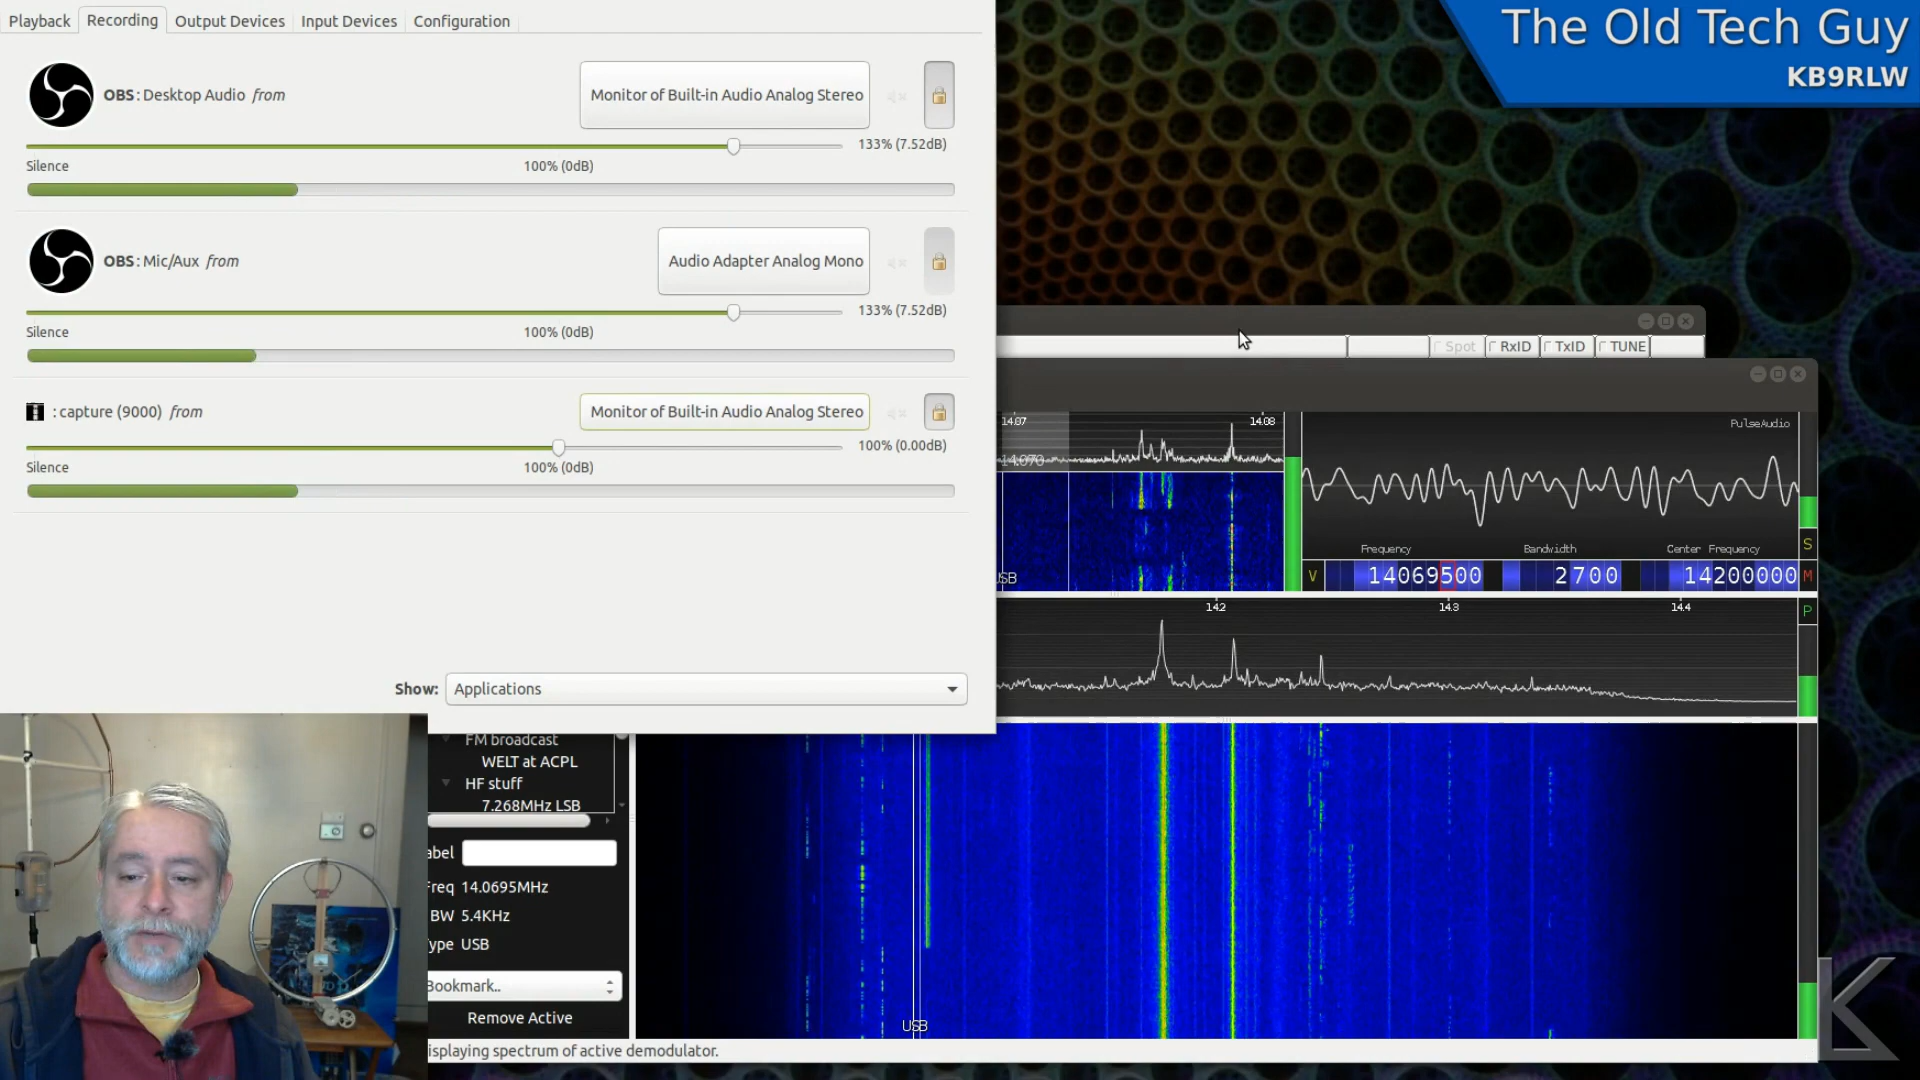 The Old Tech Guy
KB9RLW
Playback Recording Output Devices Input Devices Configuration
OBS: Desktop Audio from
Monitor of Built-in Audio Analog Stereo
133% (7.52dB)
Silence 100% (0dB)
OBS: Mic/Aux from
Audio Adapter Analog Mono
133% (7.52dB)
Silence 100% (0dB)
: capture (9000) from
Monitor of Built-in Audio Analog Stereo
100% (0.00dB)
Silence 100% (0dB)
Show: Applications
Spot RxID TxID TUNE
14.07 14.08
PulseAudio
14.070
Frequency Bandwidth Center Frequency
S
USB
V 14069500 2700 14200000 M
14.2 14.3 14.4
P
FM broadcast
WELT at ACPL
HF stuff
7.268MHz LSB
abel
Freq 14.0695MHz
BW 5.4KHz
ype USB
Bookmark..
Remove Active
USB
isplaying spectrum of active demodulator.
K